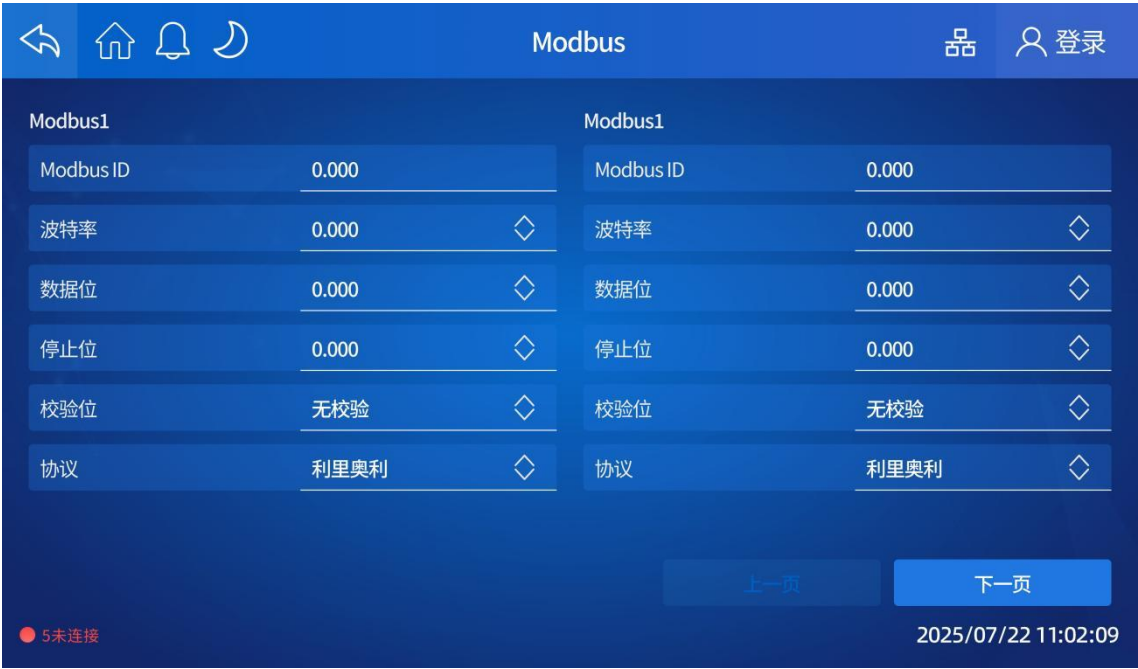 Modbus
登录
Modbus1
Modbus ID 0.000
波特率 0.000
数据位 0.000
停止位 0.000
校验位 无校验
协议 利里奥利
Modbus1
Modbus ID 0.000
波特率 0.000
数据位 0.000
停止位 0.000
校验位 无校验
协议 利里奥利
上一页
下一页
5未连接
2025/07/22 11:02:09